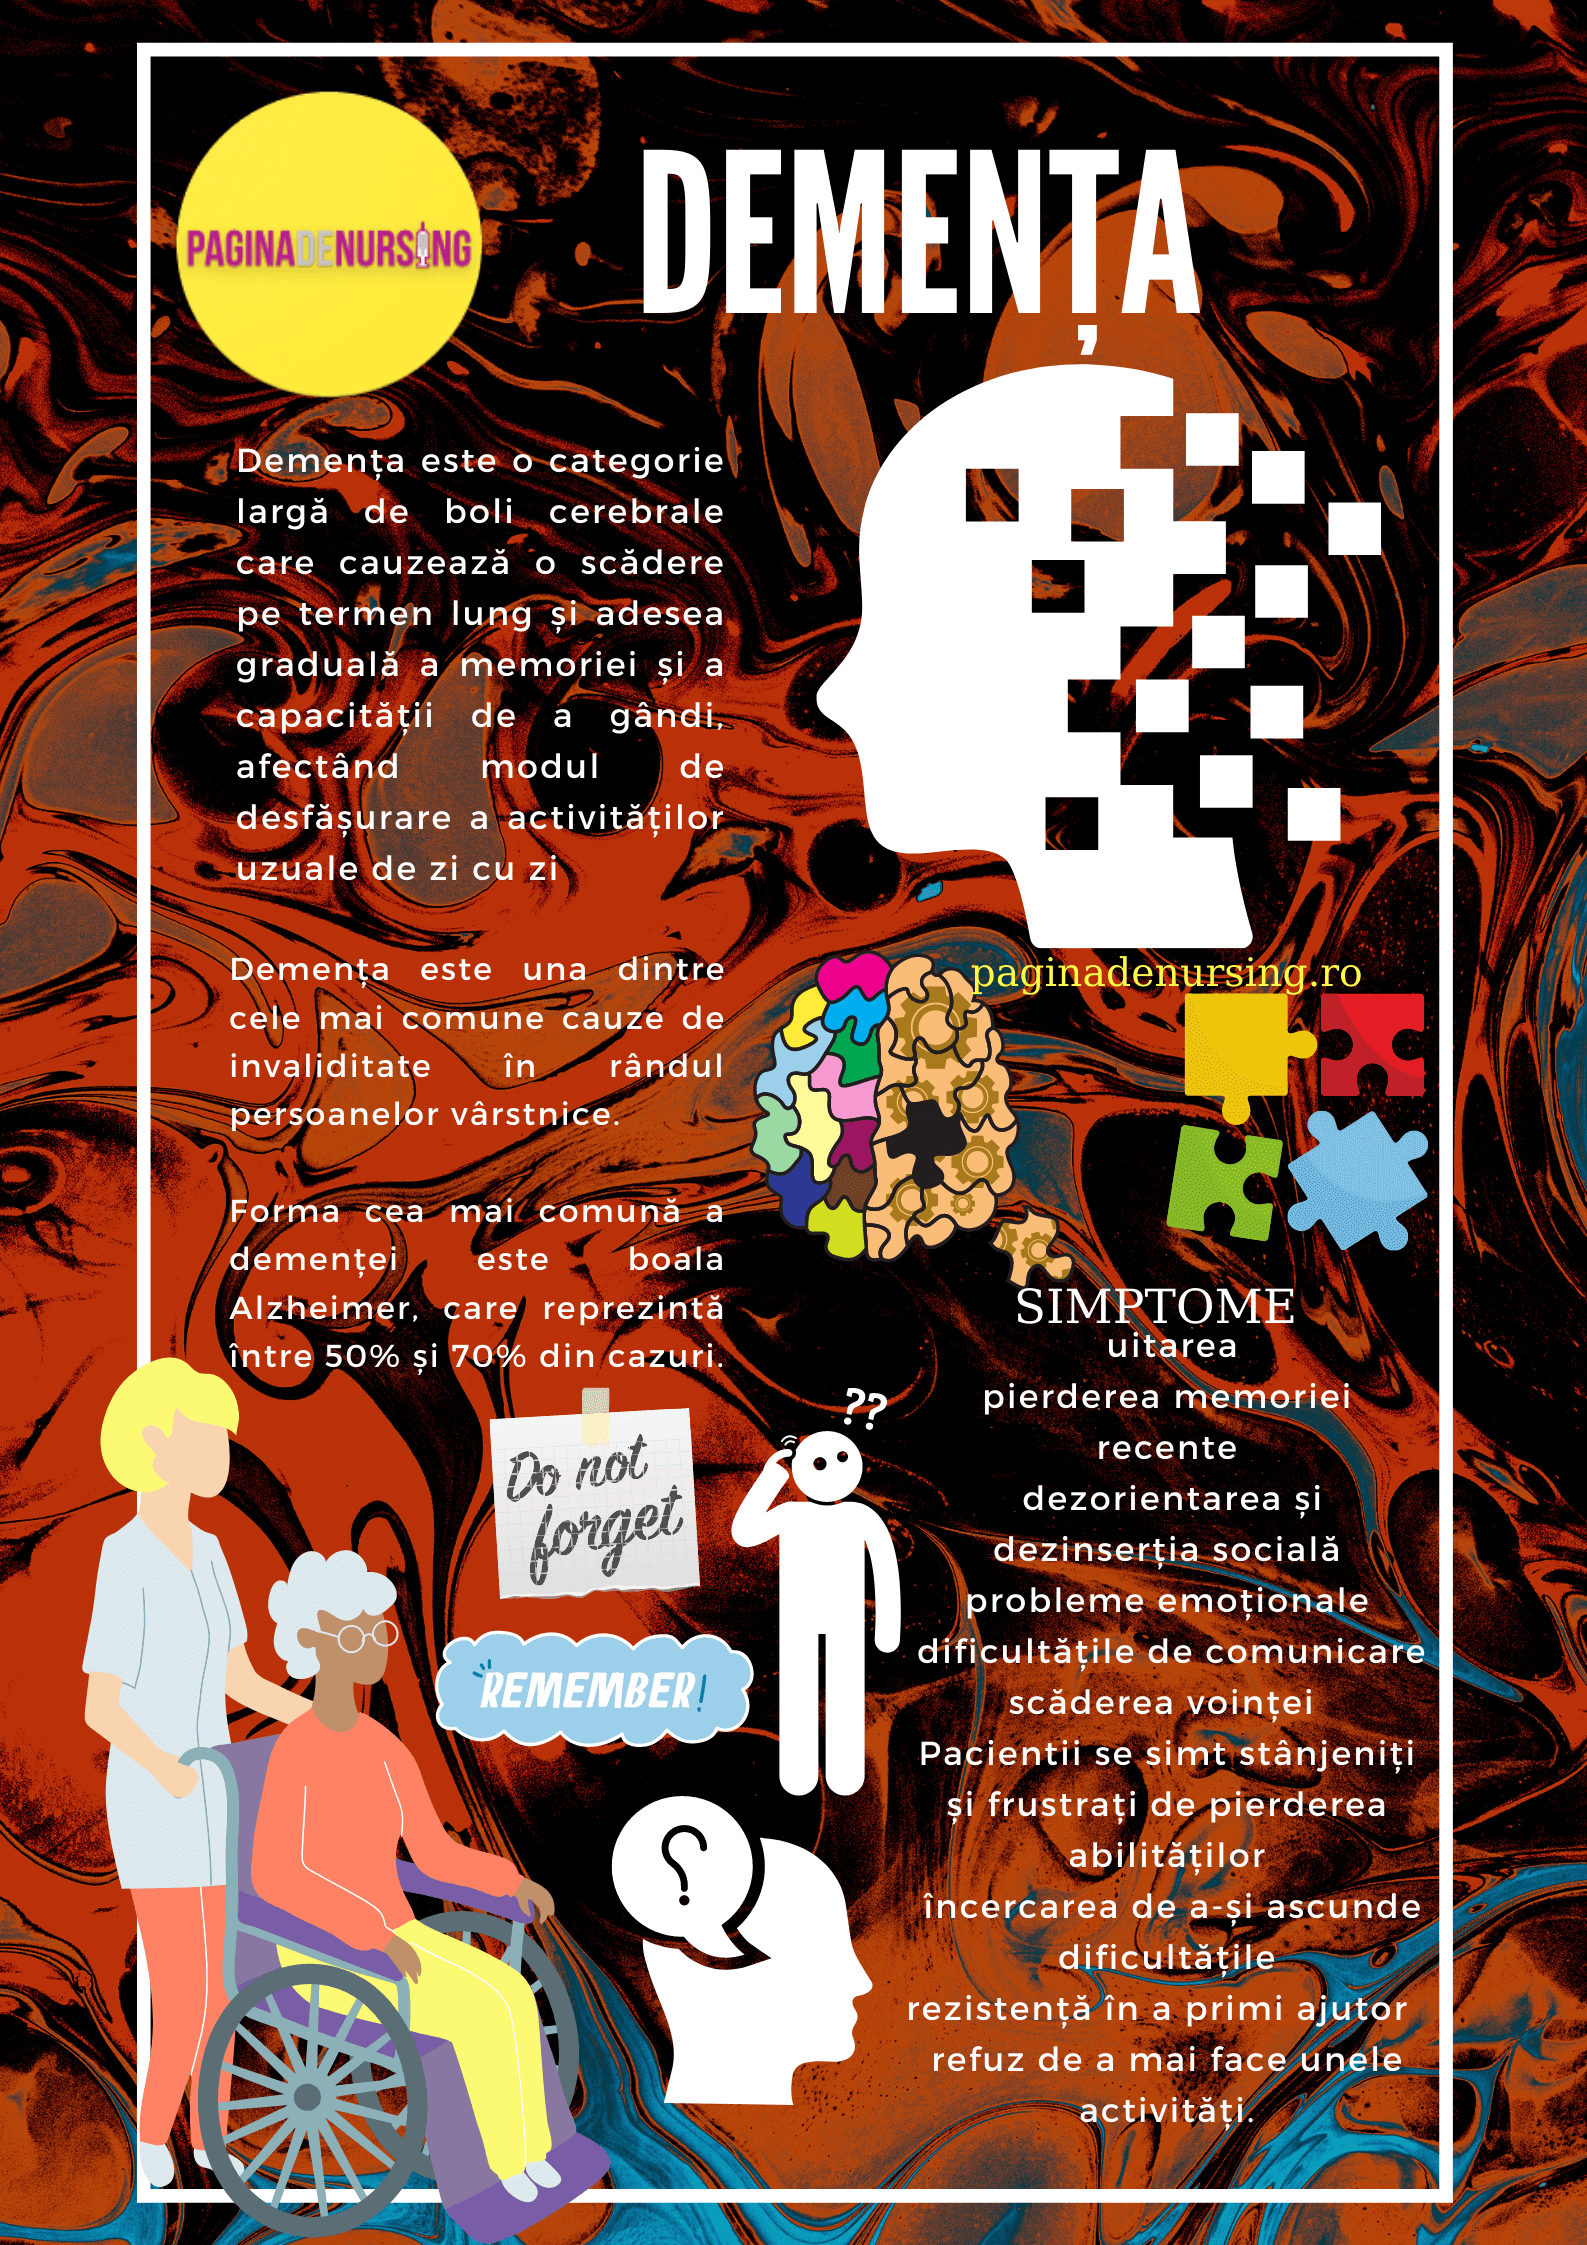 PAGINADENURSING
DEMENȚA
Demența este o categorie
largă de boli cerebrale
care cauzează o scădere
pe termen lung și adesea
graduală a memoriei și a
capacității de a gândi,
afectând modul de
desfășurare a activităților
uzuale de zi cu zi
Demența este una dintre
cele mai comune cauze de
invaliditate în rândul
persoanelor vârstnice.
Forma cea mai comună a
demenței este boala
Alzheimer, care reprezintă
între 50% și 70% din cazuri.
paginadenursing.ro
Do not
forget
REMEMBER!
??
?
SIMPTOME
uitarea
pierderea memoriei
recente
dezorientarea și
dezinserția socială
probleme emoționale
dificultățile de comunicare
scăderea voinței
Pacientii se simt stânjeniți
și frustrați de pierderea
abilităților
încercarea de a-și ascunde
dificultățile
rezistență în a primi ajutor
refuz de a mai face unele
activități.